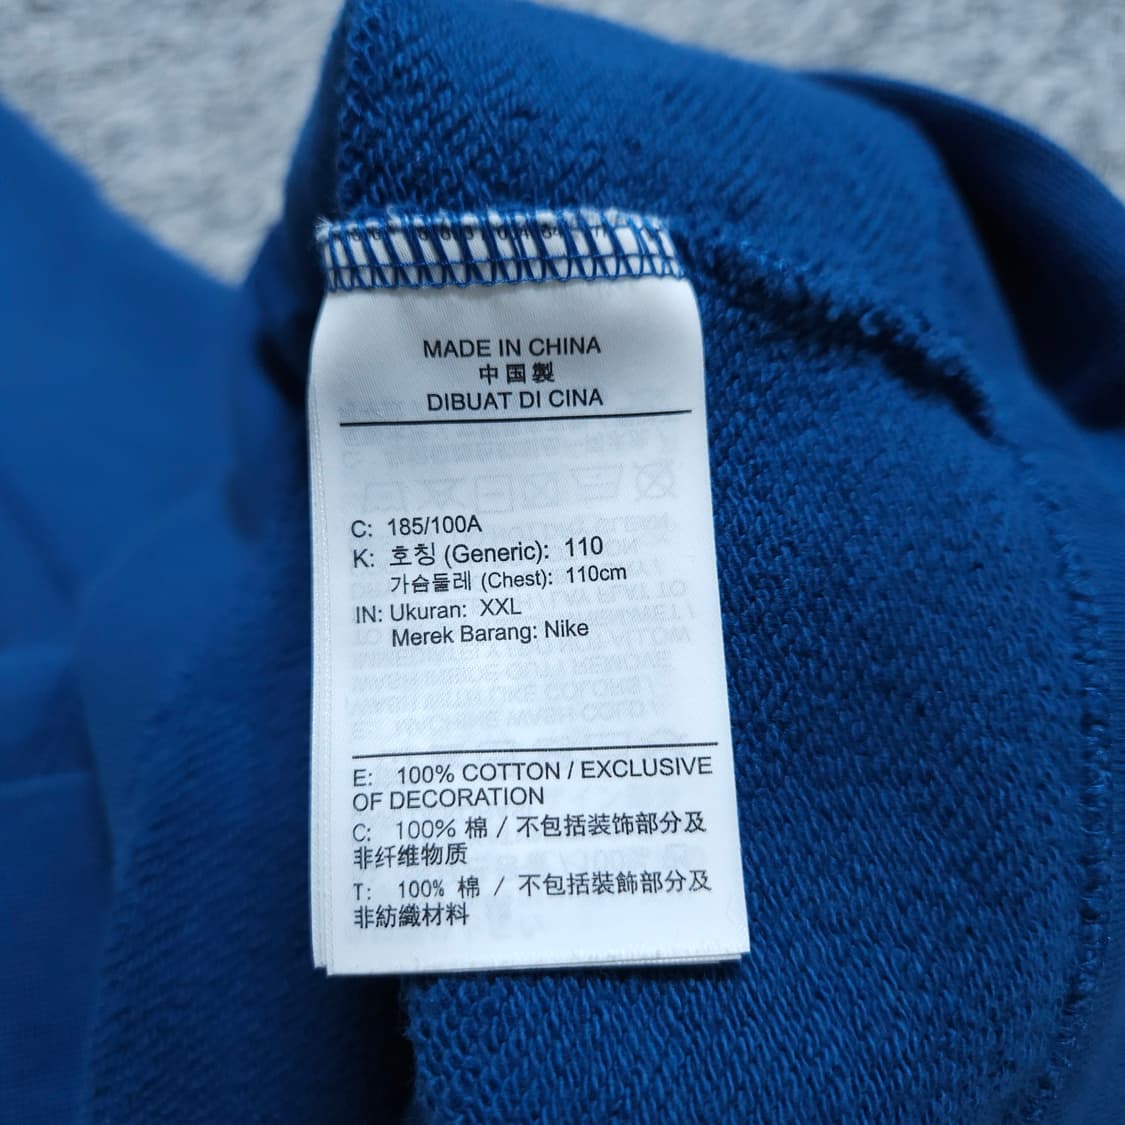 MADE IN CHINA
中国製
DIBUAT DI CINA
C: 185/100A
K: 호칭 (Generic): 110
가슴둘레 (Chest): 110cm
IN: Ukuran: XXL
Merek Barang: Nike
E: 100% COTTON / EXCLUSIVE
OF DECORATION
C: 100% 棉 / 不包括装饰部分及
非纤维物质
T: 100% 棉 / 不包括裝飾部分及
非紡織材料